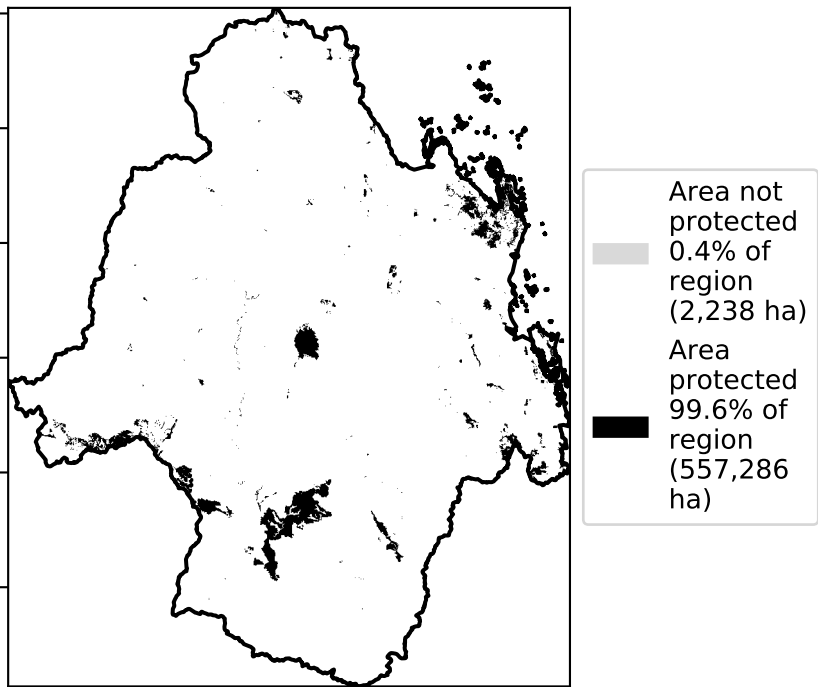 Area not
protected
0.4% of
region
(2,238 ha)
Area
protected
99.6% of
region
(557,286
ha)